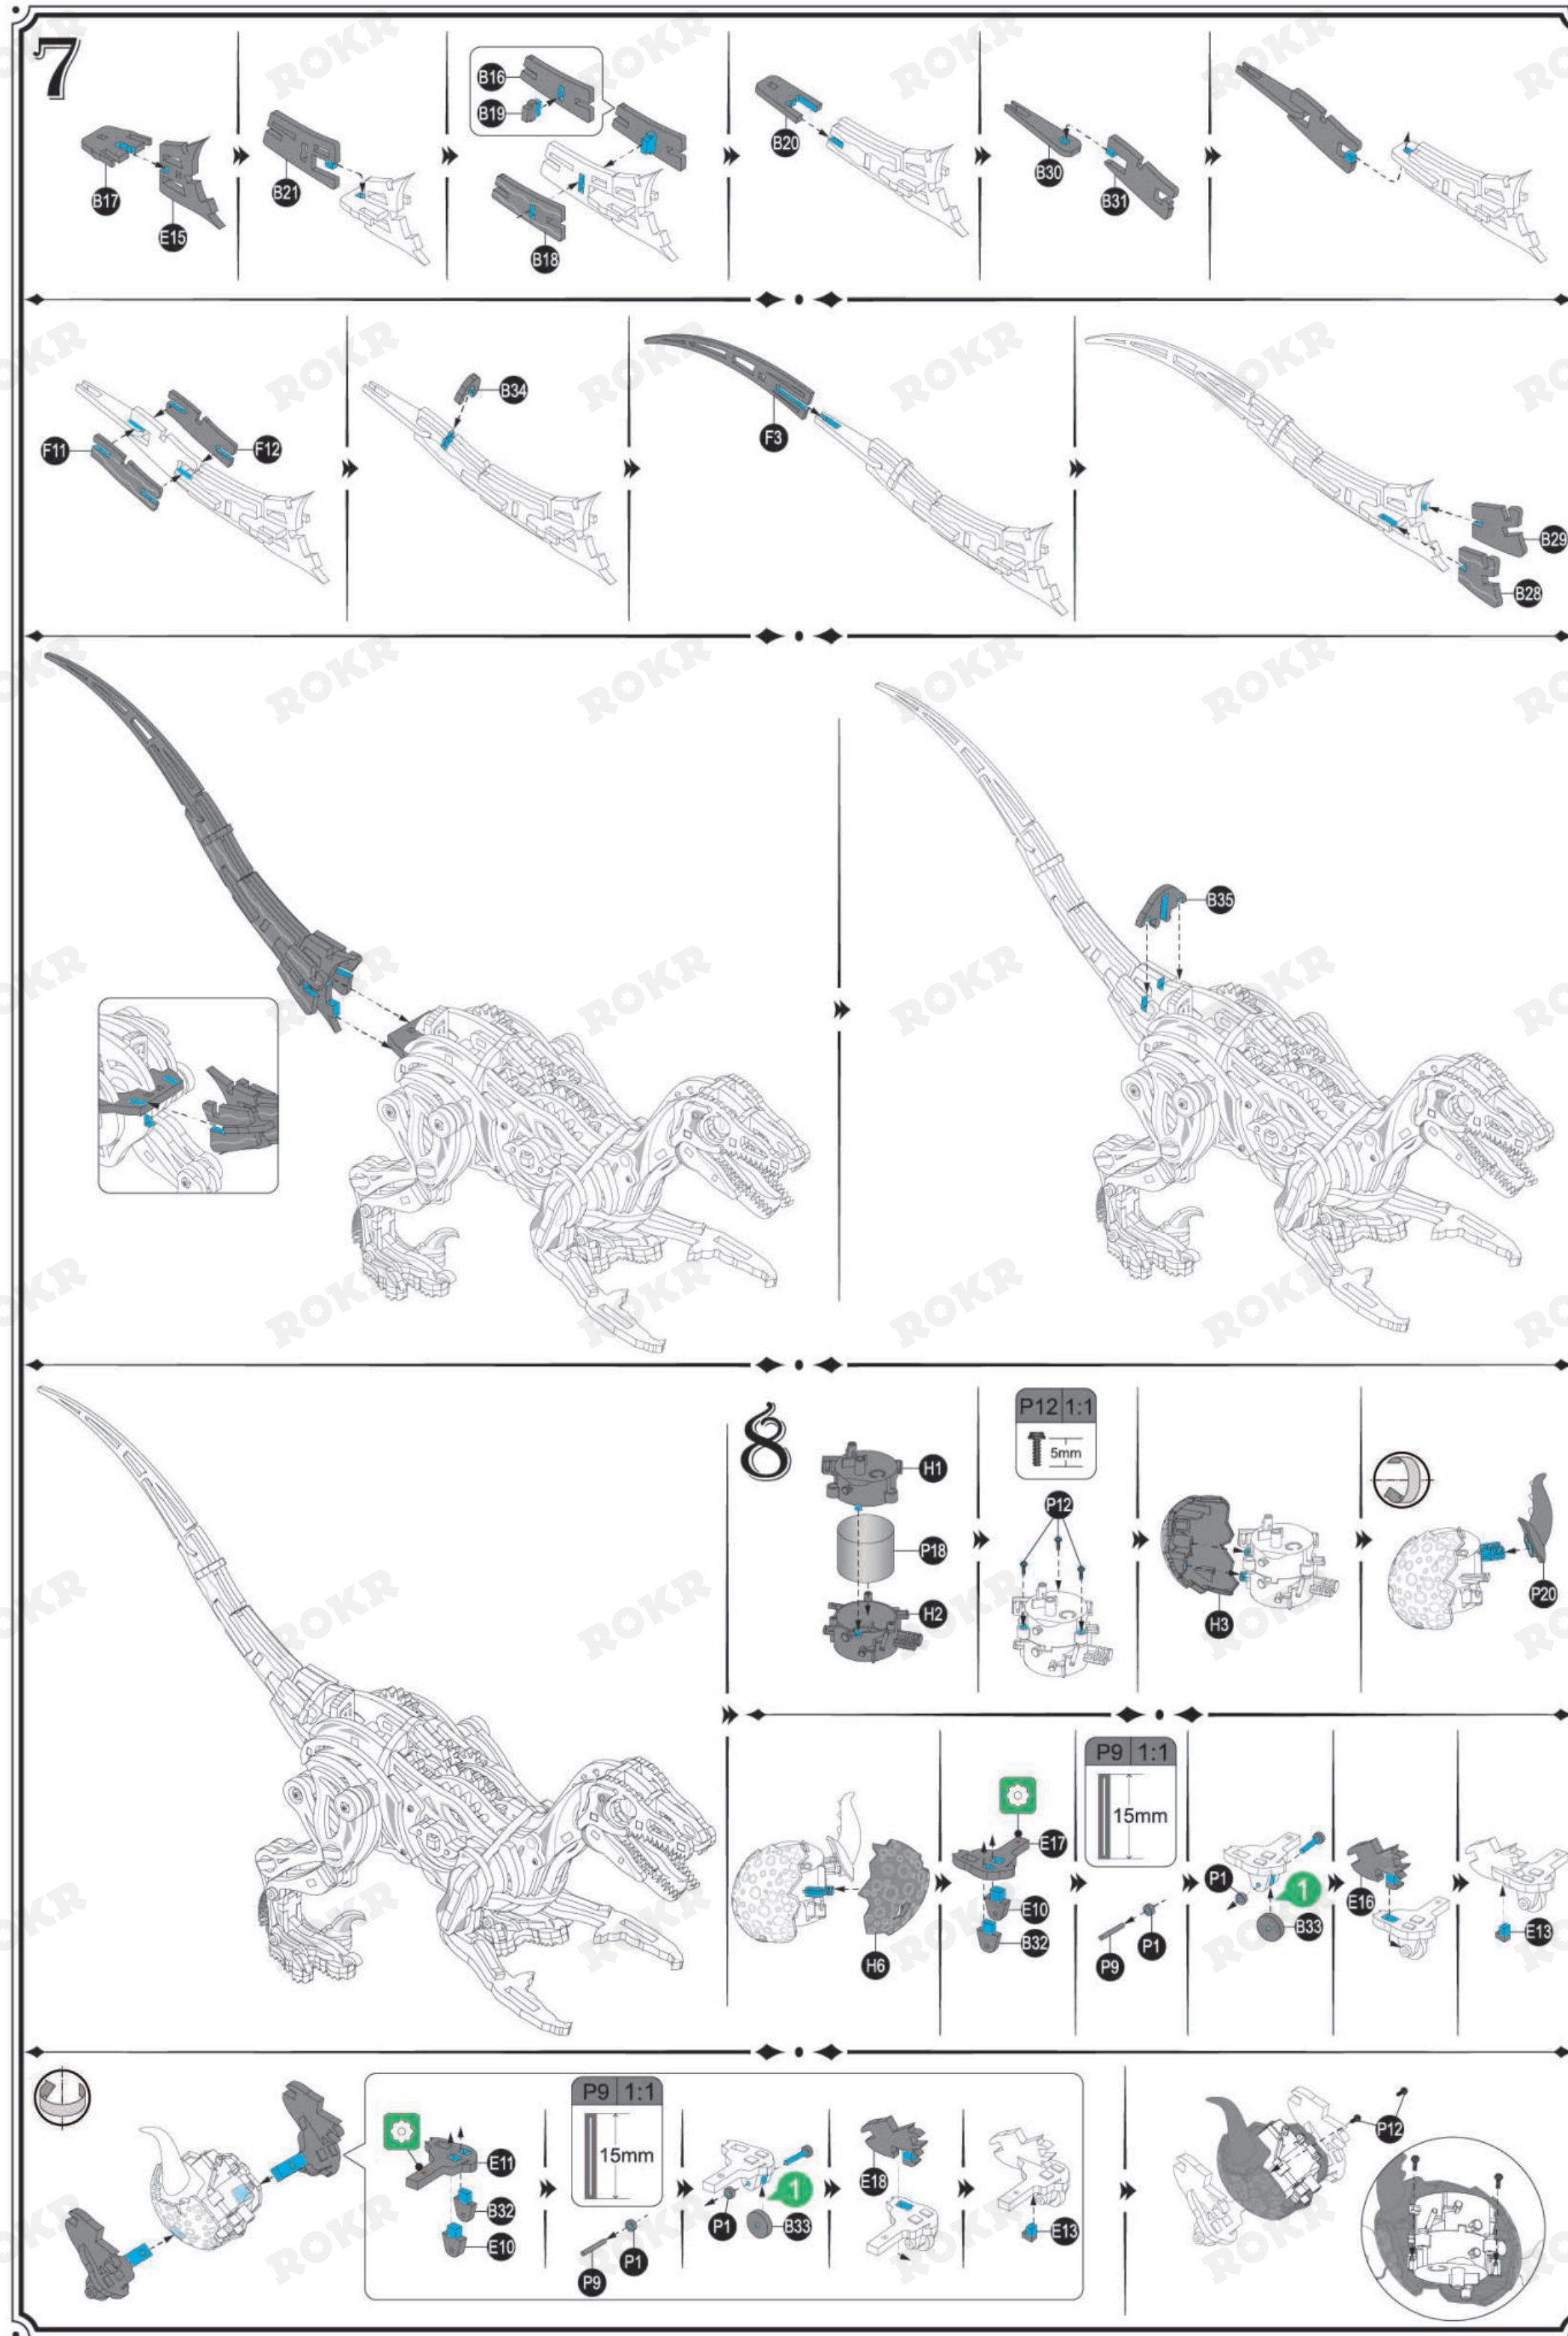 7
B17
E15
B21
B16
B19
B18
B20
B30
B31
F11
F12
B34
F3
B29
B28
B35
8
H1
P18
H2
P12 1:1
5mm
P12
H3
P20
H6
E17
E10
B32
P9 1:1
15mm
P9
P1
P1
1
B33
E16
E13
E11
B32
E10
P9 1:1
15mm
P9
P1
P1
1
B33
E18
E13
P12
ROKR